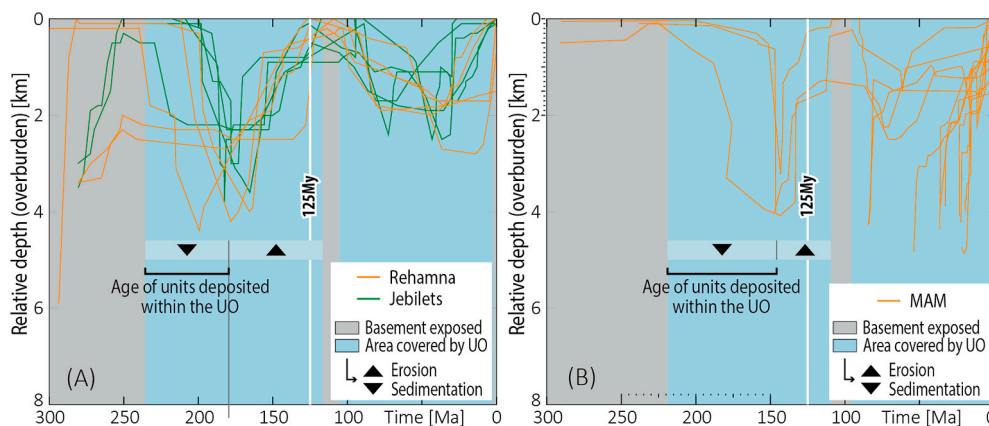 Relative depth (overburden) [km]
0
2
4
6
8
125My
Age of units deposited
within the UO
Rehamna
Jebilets
Basement exposed
Area covered by UO
Erosion
Sedimentation
(A)
300
250
200
150
100
Time [Ma]
0
Relative depth (overburden) [km]
0
2
4
6
8
125My
Age of units deposited
within the UO
MAM
Basement exposed
Area covered by UO
Erosion
Sedimentation
(B)
300
250
200
150
100
Time [Ma]
0